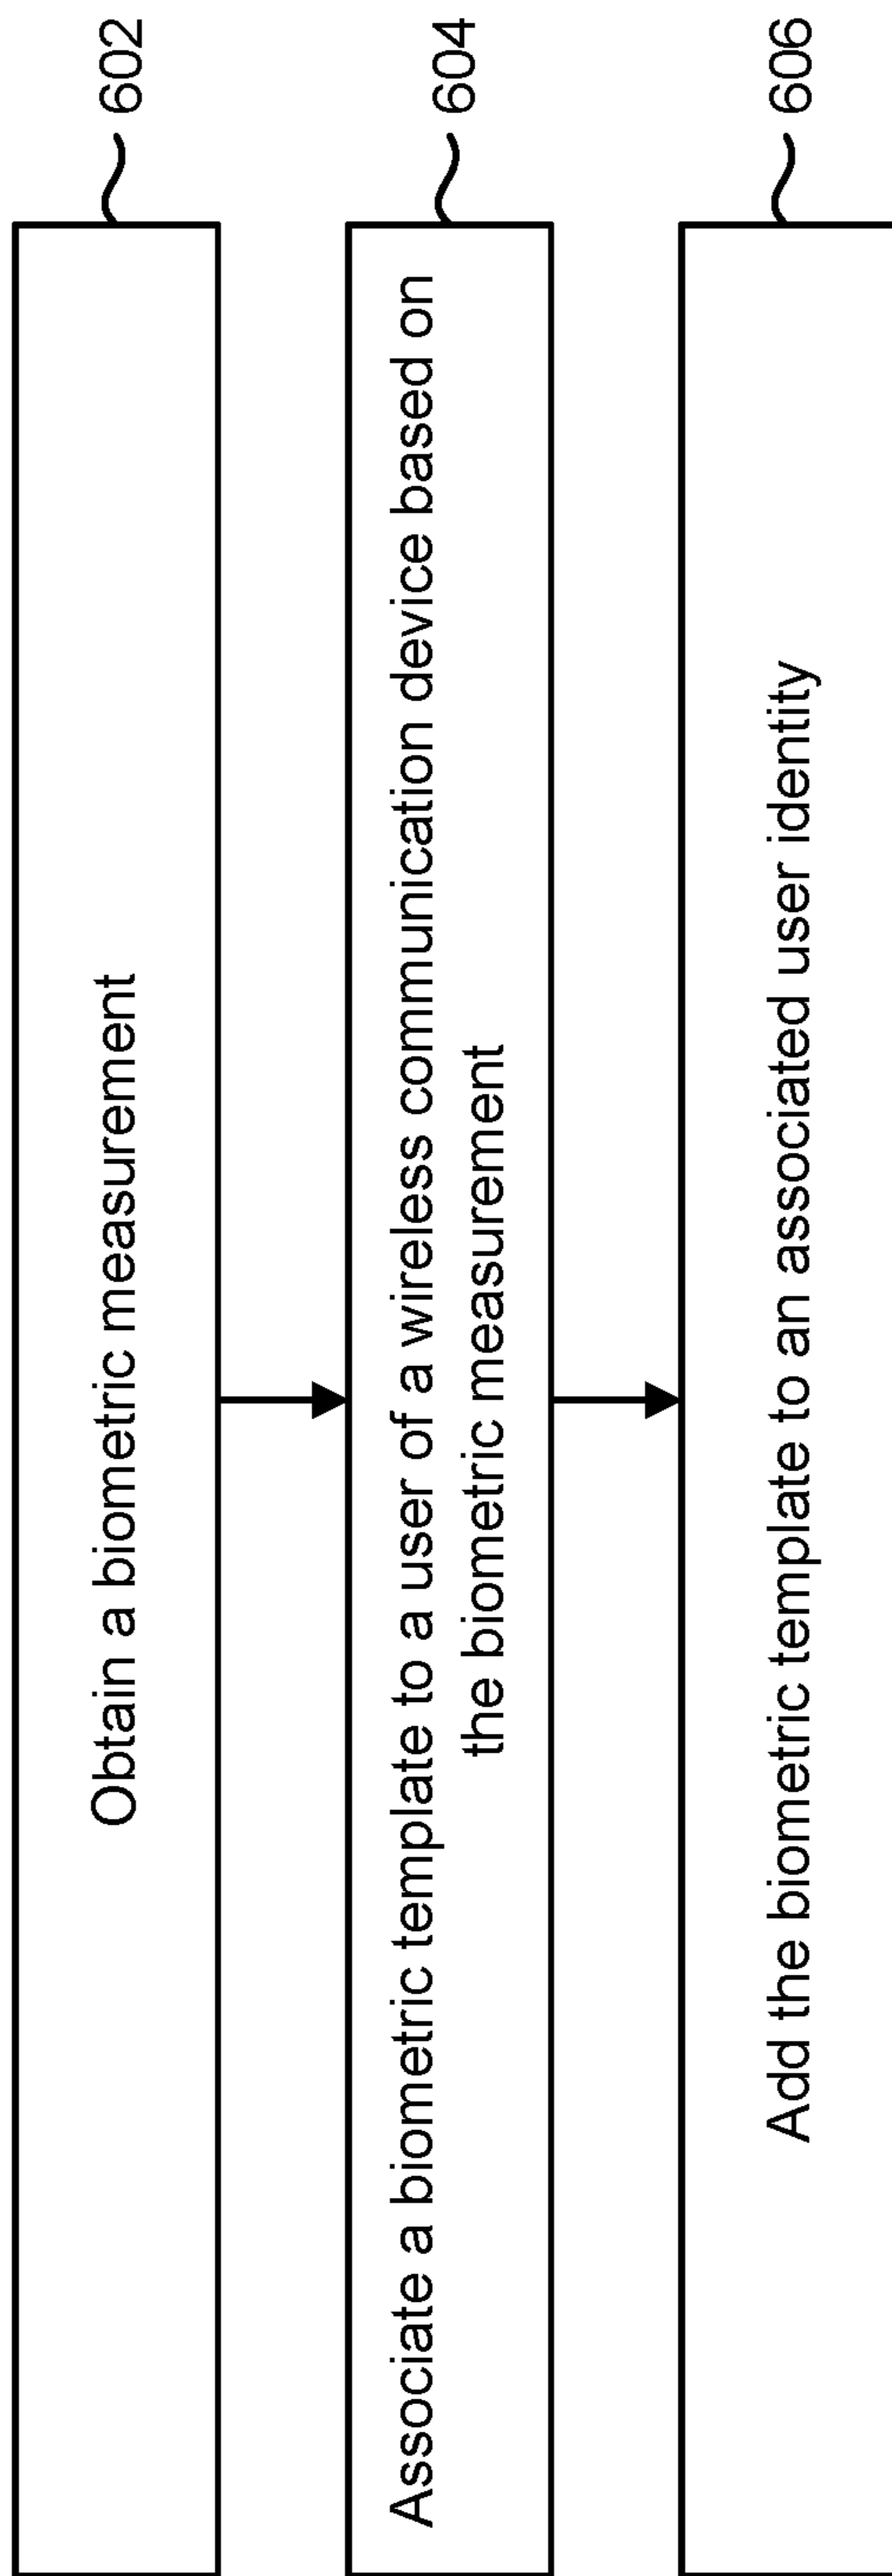 Obtain a biometric measurement
602
Associate a biometric template to a user of a wireless communication device based on
the biometric measurement
604
Add the biometric template to an associated user identity
606